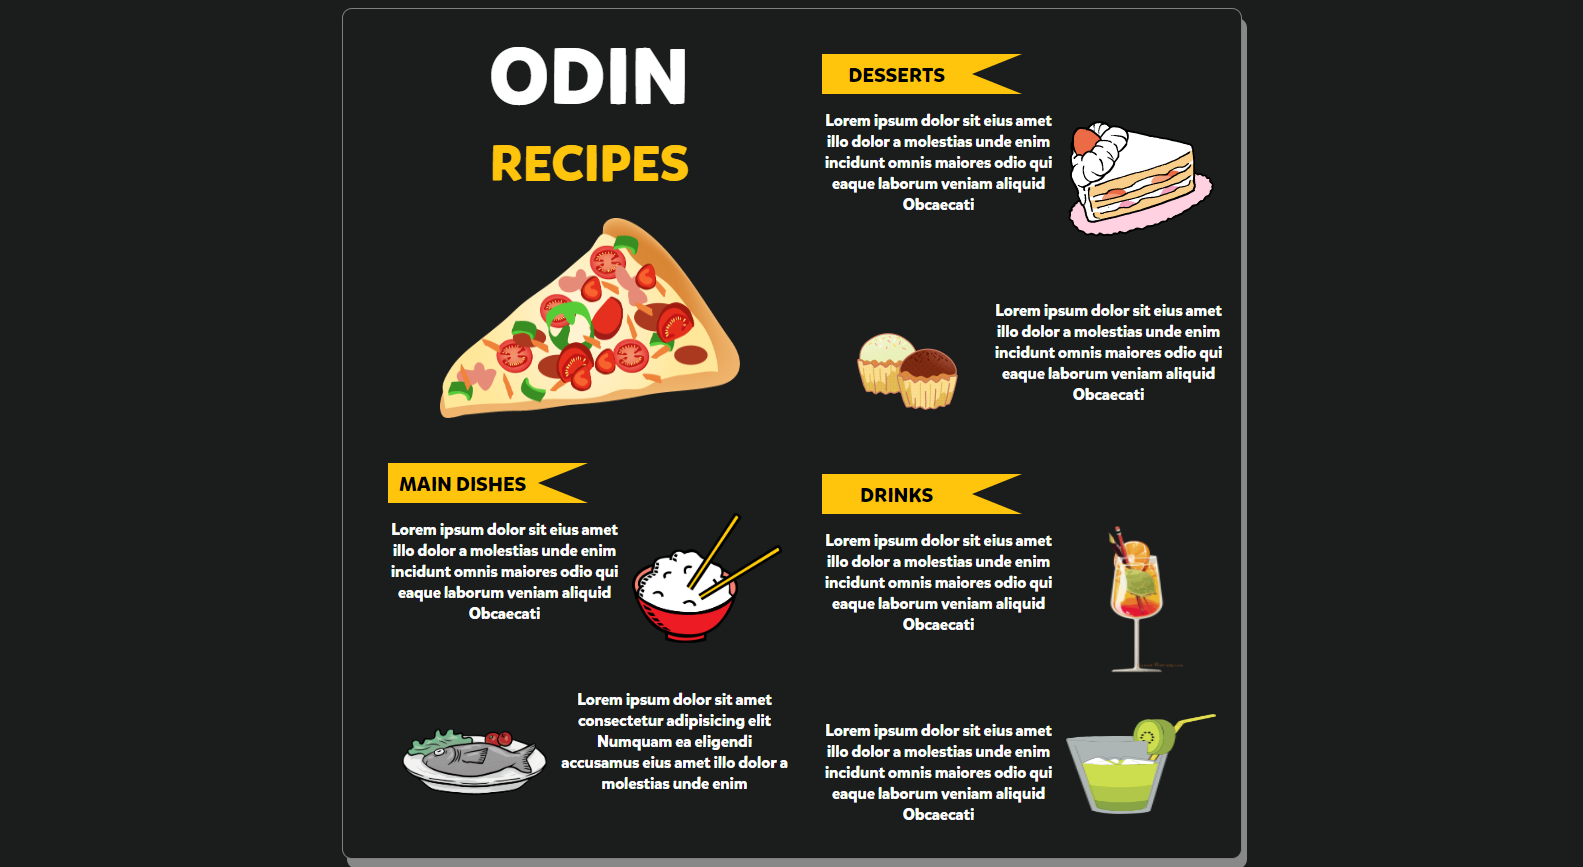 ODIN
RECIPES
MAIN DISHES
Lorem ipsum dolor sit eius amet
illo dolor a molestias unde enim
incidunt omnis maiores odio qui
eaque laborum veniam aliquid
Obcaecati
Lorem ipsum dolor sit amet
consectetur adipisicing elit
Numquam ea eligendi
accusamus eius amet illo dolor a
molestias unde enim
DESSERTS
Lorem ipsum dolor sit eius amet
illo dolor a molestias unde enim
incidunt omnis maiores odio qui
eaque laborum veniam aliquid
Obcaecati
Lorem ipsum dolor sit eius amet
illo dolor a molestias unde enim
incidunt omnis maiores odio qui
eaque laborum veniam aliquid
Obcaecati
DRINKS
Lorem ipsum dolor sit eius amet
illo dolor a molestias unde enim
incidunt omnis maiores odio qui
eaque laborum veniam aliquid
Obcaecati
Lorem ipsum dolor sit eius amet
illo dolor a molestias unde enim
incidunt omnis maiores odio qui
eaque laborum veniam aliquid
Obcaecati